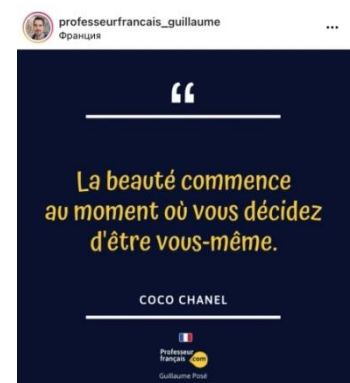 professeurfrancais_guillaume
Франция
“
La beauté commence
au moment où vous décidez
d'être vous-même.
COCO CHANEL
Professeur
français .com
Guillaume Posé